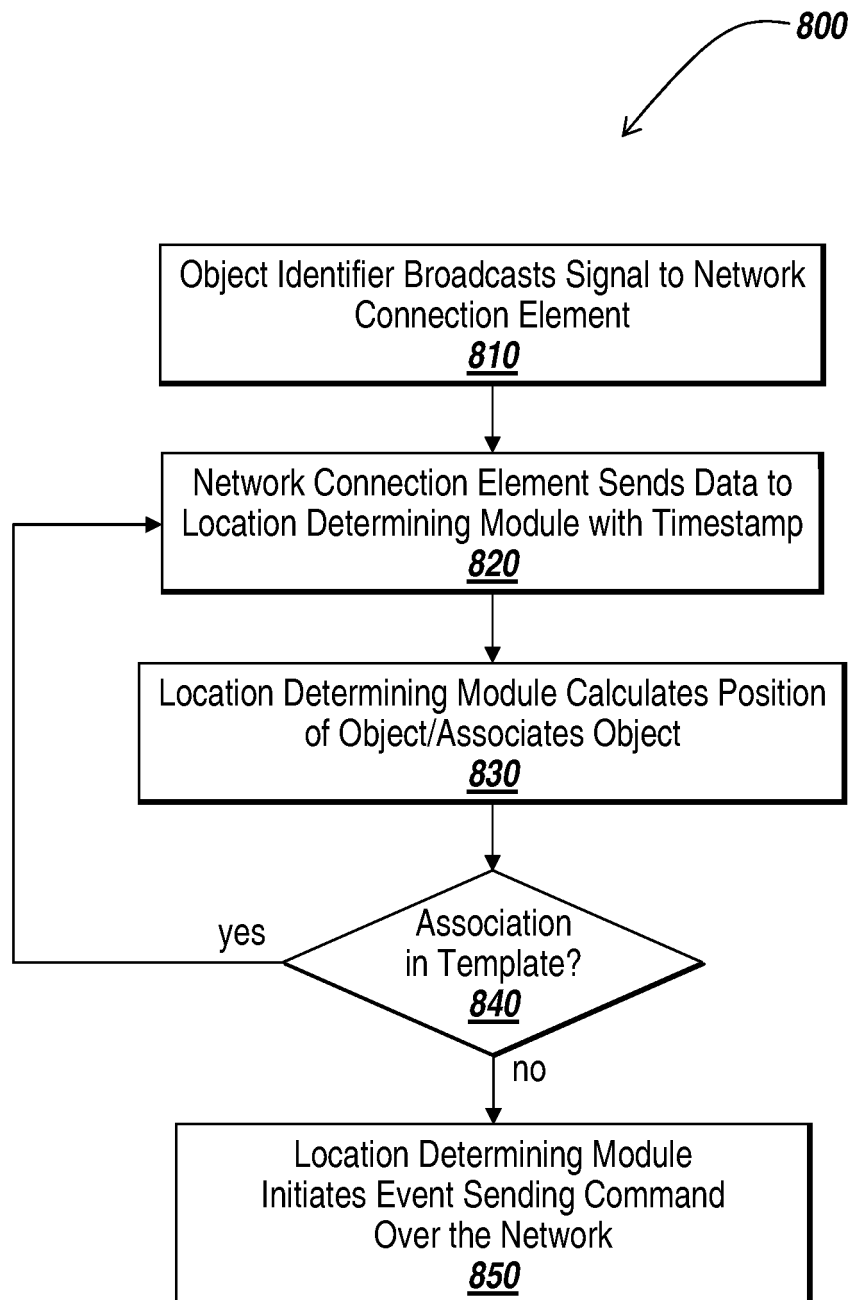 800
Object Identifier Broadcasts Signal to Network
Connection Element
810
Network Connection Element Sends Data to
Location Determining Module with Timestamp
820
Location Determining Module Calculates Position
of Object/Associates Object
830
yes
Association
in Template?
840
no
Location Determining Module
Initiates Event Sending Command
Over the Network
850